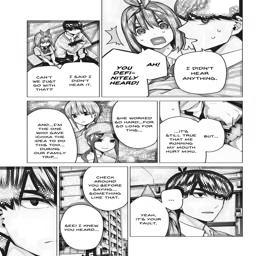 I DIDN'T
HEAR
ANYTHING.
AH!
YOU
DEFI-
NITELY
HEARD!
I SAID I
DIDN'T
HEAR IT.
CAN'T
WE JUST
GO WITH
THAT?
BUT...
...IT'S
STILL TRUE
THAT ME
RUNNING
MY MOUTH
HURT MIKU.
SHE WORKED
SO HARD...FOR
SO LONG FOR
THIS...
AND...I'M
THE ONE
WHO GAVE
THE IDEA TO
DO THIS TOO...
DURING
OUR FAMILY
TRIP...
...
YEAH.
IT'S YOUR
FAULT.
CHECK
AROUND YOU
BEFORE
SAYING...
SOMETHING
LIKE THAT.
SEE! I KNEW
YOU HEARD...